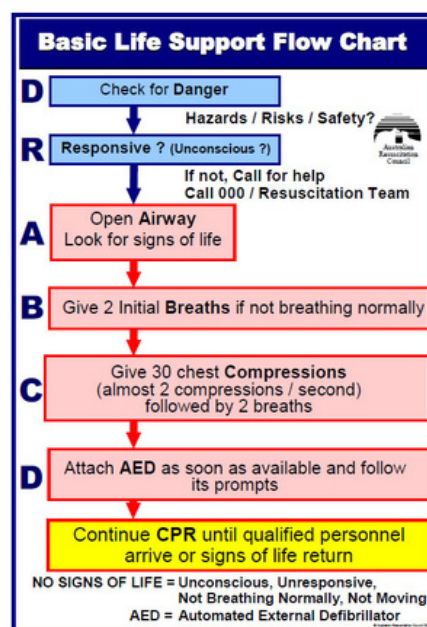 Basic Life Support Flow Chart
D
Check for Danger
Hazards / Risks / Safety?
R
Responsive ? (Unconscious ?)
Australian
Resuscitation
Council
If not, Call for help
Call 000 / Resuscitation Team
A
Open Airway
Look for signs of life
B
Give 2 Initial Breaths if not breathing normally
C
Give 30 chest Compressions
(almost 2 compressions / second)
followed by 2 breaths
D
Attach AED as soon as available and follow
its prompts
Continue CPR until qualified personnel
arrive or signs of life return
NO SIGNS OF LIFE = Unconscious, Unresponsive,
Not Breathing Normally, Not Moving
AED = Automated External Defibrillator